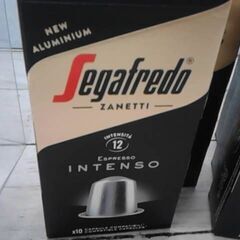 NEW
ALUMINIUM
Segafredo
ZANETTI
INTENSITÀ
12
ESPRESSO
INTENSO
x10